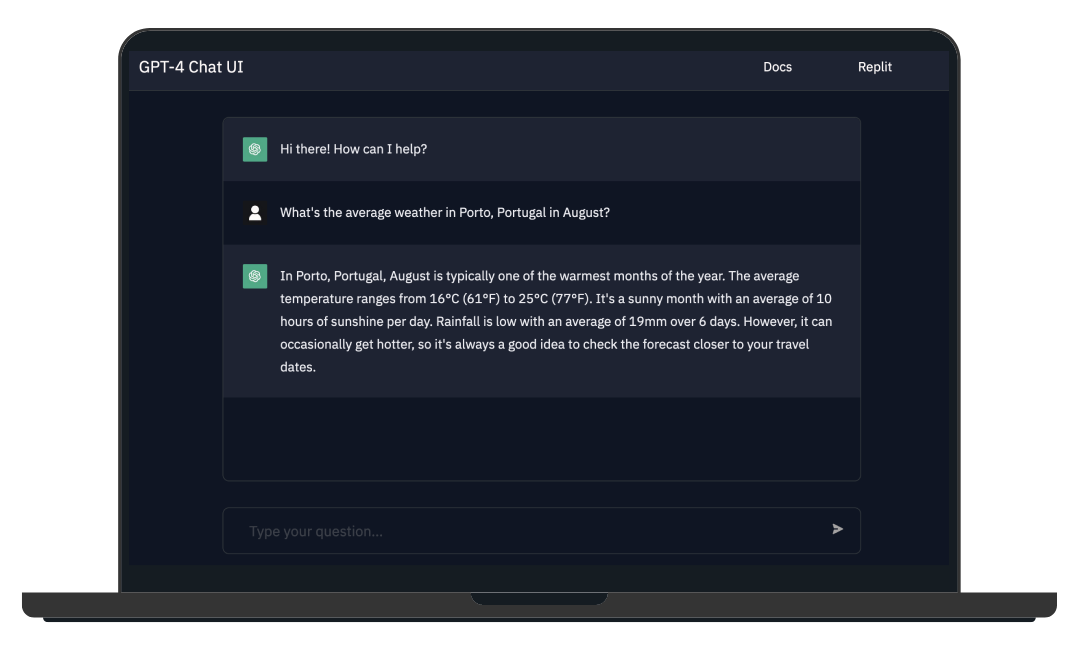 GPT-4 Chat UI
Docs
Replit
Hi there! How can I help?
What's the average weather in Porto, Portugal in August?
In Porto, Portugal, August is typically one of the warmest months of the year. The average
temperature ranges from 16°C (61°F) to 25°C (77°F). It's a sunny month with an average of 10
hours of sunshine per day. Rainfall is low with an average of 19mm over 6 days. However, it can
occasionally get hotter, so it's always a good idea to check the forecast closer to your travel
dates.
Type your question...